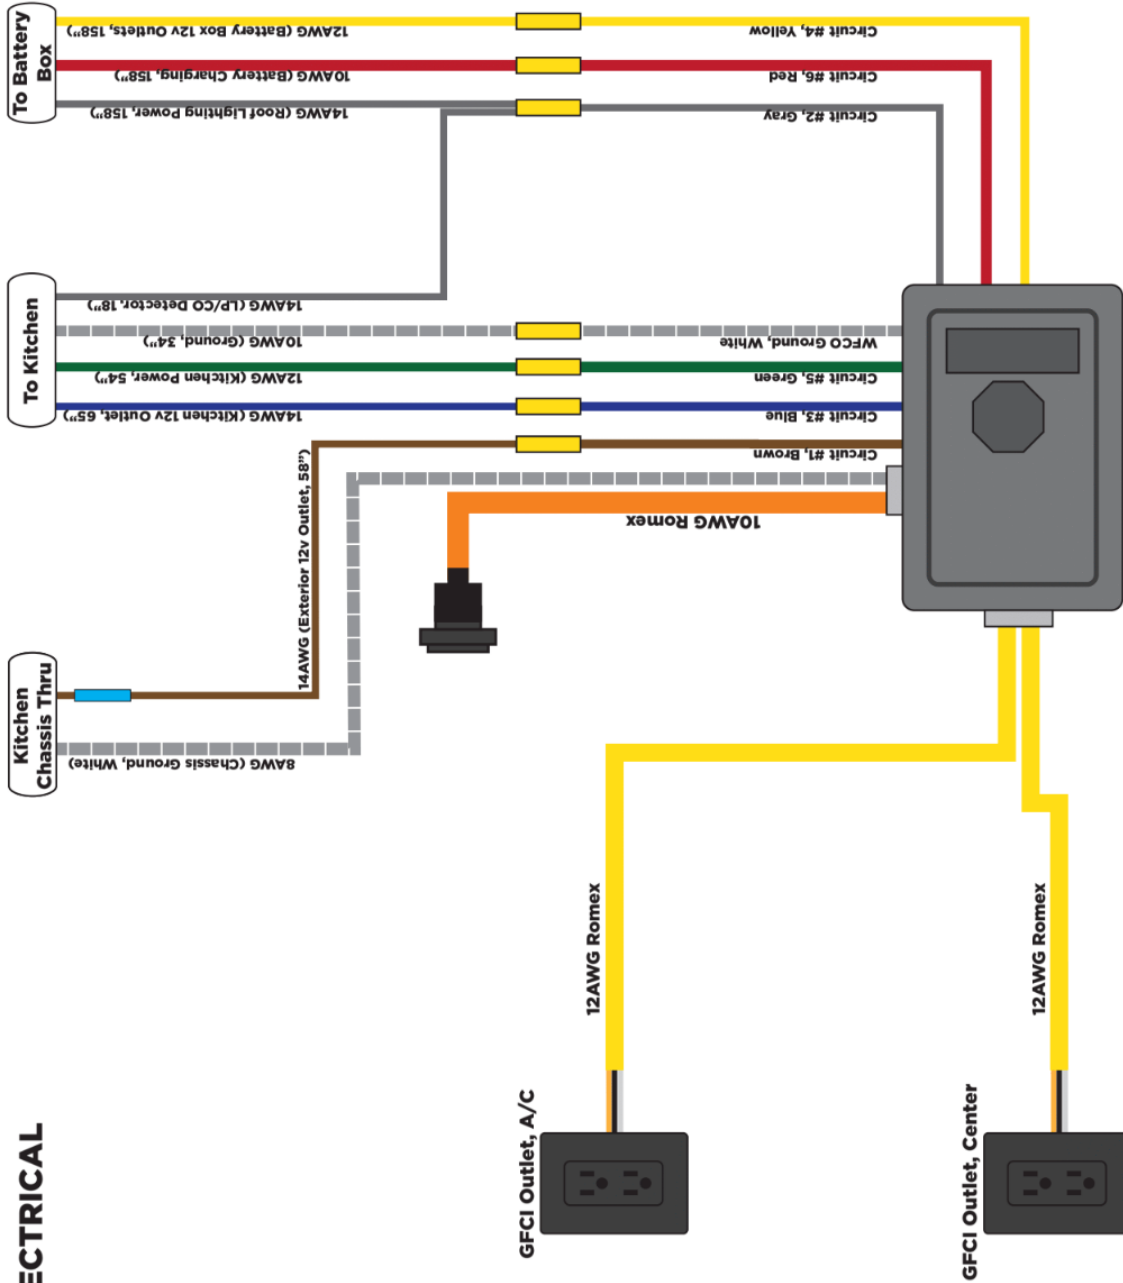 To Battery
Box
12AWG (Battery Box 12v Outlets, 158”)
Circuit #4, Yellow
10AWG (Battery Charging, 158”)
Circuit #6, Red
14AWG (Roof Lighting Power, 158”)
Circuit #2, Gray
To Kitchen
14AWG (LP/CO Detector, 18”)
10AWG (Ground, 34”)
WFCO Ground, White
12AWG (Kitchen Power, 54”)
Circuit #5, Green
14AWG (Kitchen 12v Outlet, 65”)
Circuit #3, Blue
Circuit #1, Brown
14AWG (Exterior 12v Outlet, 58”)
10AWG Romex
Kitchen
Chassis Thru
8AWG (Chassis Ground, White)
12AWG Romex
12AWG Romex
GFCI Outlet, A/C
GFCI Outlet, Center
ECTRICAL